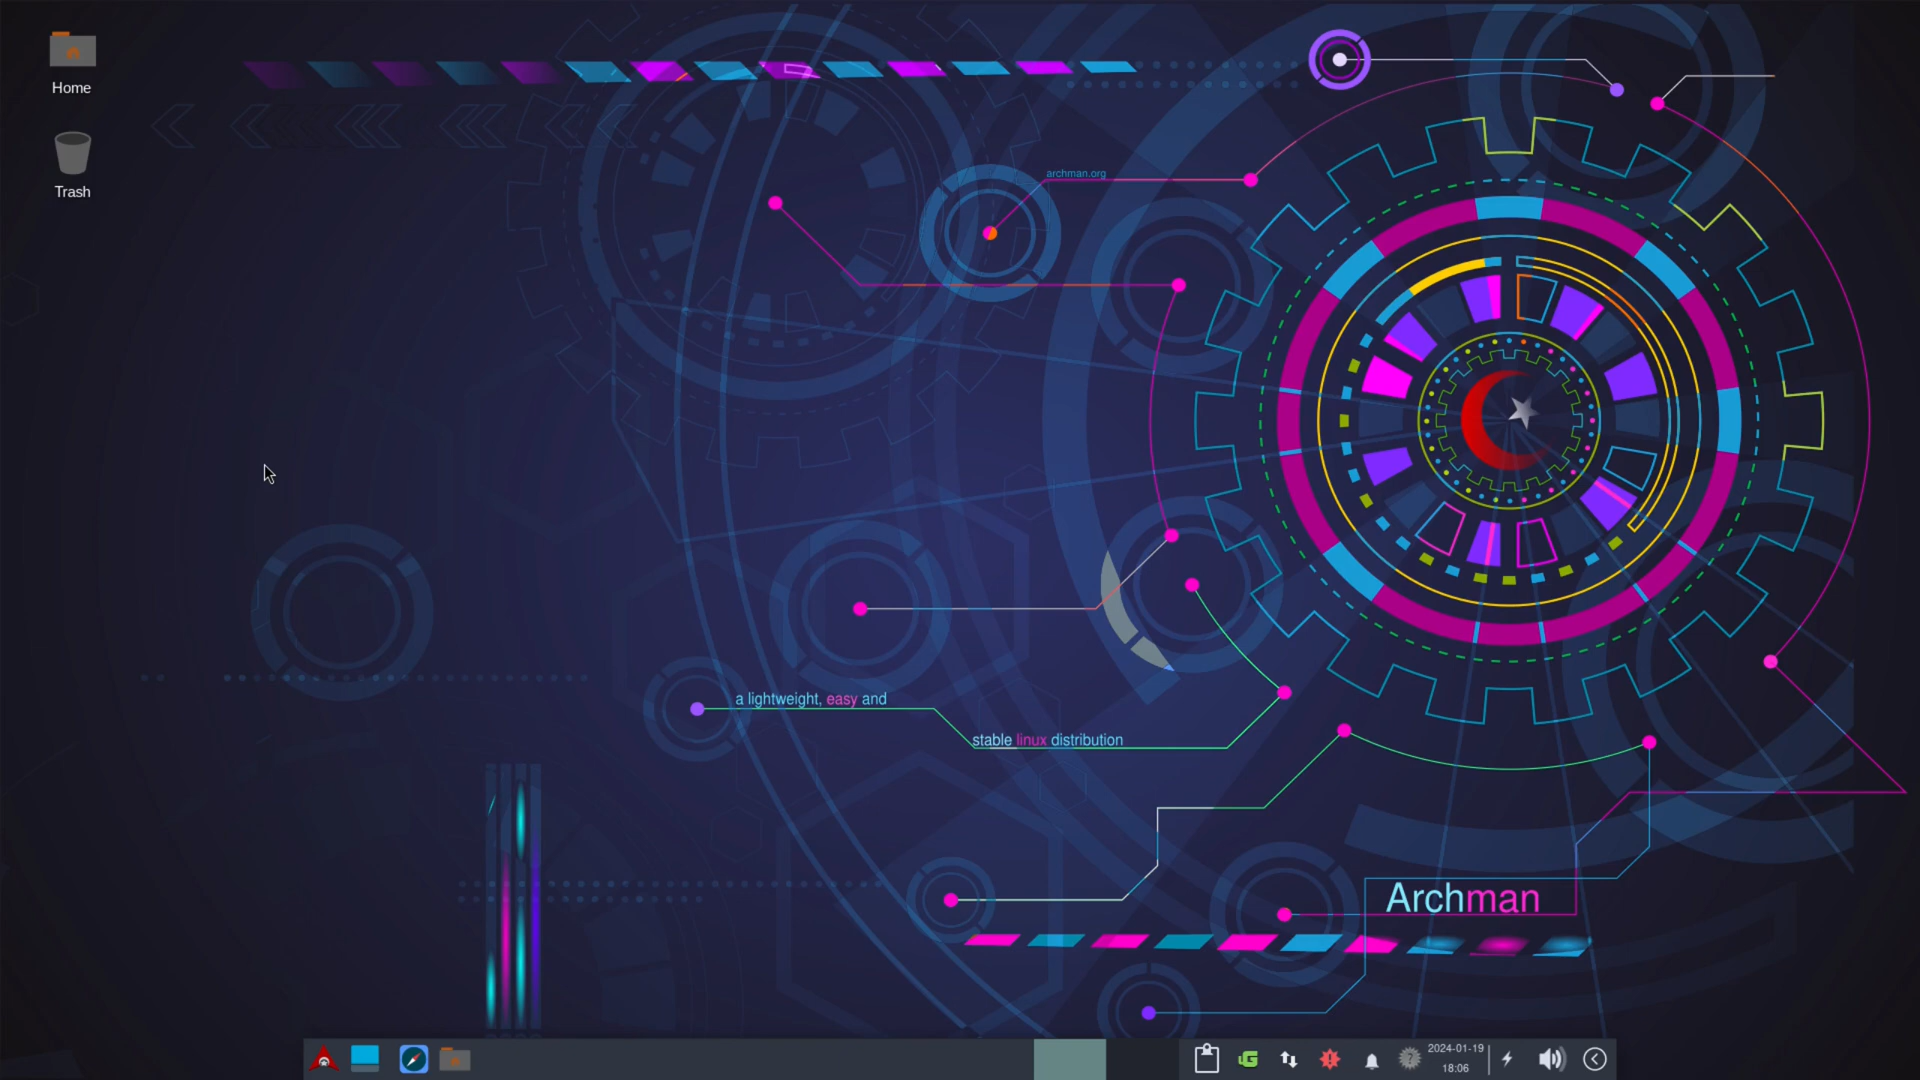 Home
Trash
archman.org
a lightweight, easy and
stable linux distribution
Archman
2024-01-19
18:06